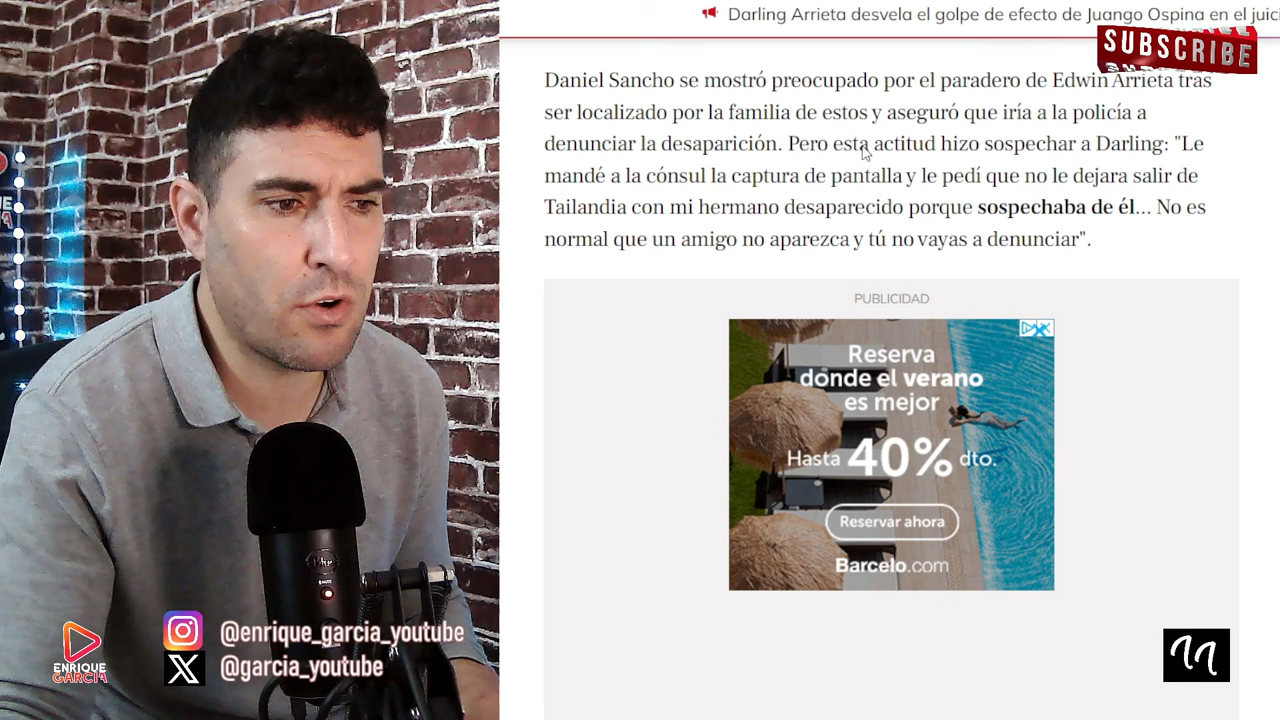 Darling Arrieta desvela el golpe de efecto de Juango Ospina en el juici
SUBSCRIBE
Daniel Sancho se mostró preocupado por el paradero de Edwin Arrieta tras
ser localizado por la familia de estos y aseguró que iría a la policía a
denunciar la desaparición. Pero esta actitud hizo sospechar a Darling: "Le
mandé a la cónsul la captura de pantalla y le pedí que no le dejara salir de
Tailandia con mi hermano desaparecido porque sospechaba de él... No es
normal que un amigo no aparezca y tú no vayas a denunciar".
PUBLICIDAD
Reserva
donde el verano
es mejor
Hasta 40% dto.
Reservar ahora
Barcelo.com
Blue
MUTE
ENRIQUE
GARCIA
@enrique_garcia_youtube
@garcia_youtube